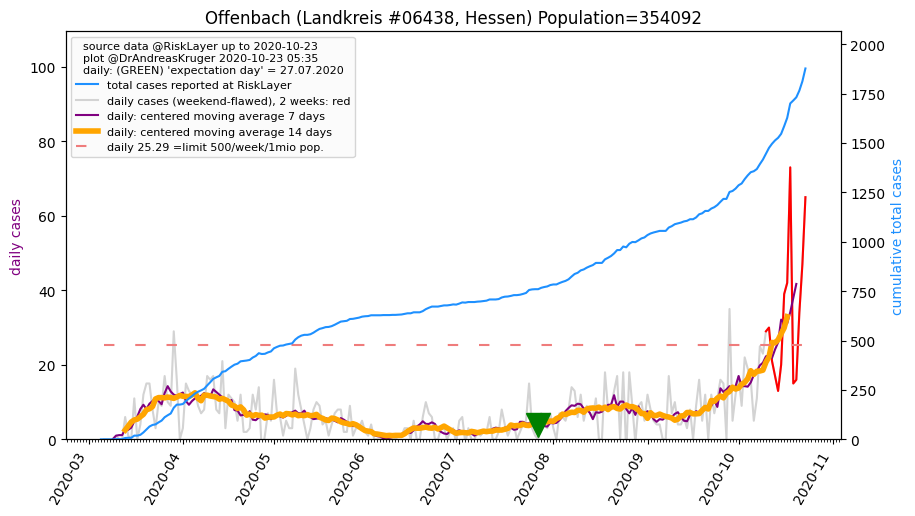 Offenbach (Landkreis #06438, Hessen) Population=354092
source data @RiskLayer up to 2020-10-23
plot @DrAndreasKruger 2020-10-23 05:35
daily: (GREEN) 'expectation day' = 27.07.2020
total cases reported at RiskLayer
daily cases (weekend-flawed), 2 weeks: red
daily: centered moving average 7 days
daily: centered moving average 14 days
daily 25.29 =limit 500/week/1mio pop.
daily cases
100
80
60
40
20
0
cumulative total cases
2000
1750
1500
1250
1000
750
500
250
0
2020-03
2020-04
2020-05
2020-06
2020-07
2020-08
2020-09
2020-10
2020-11